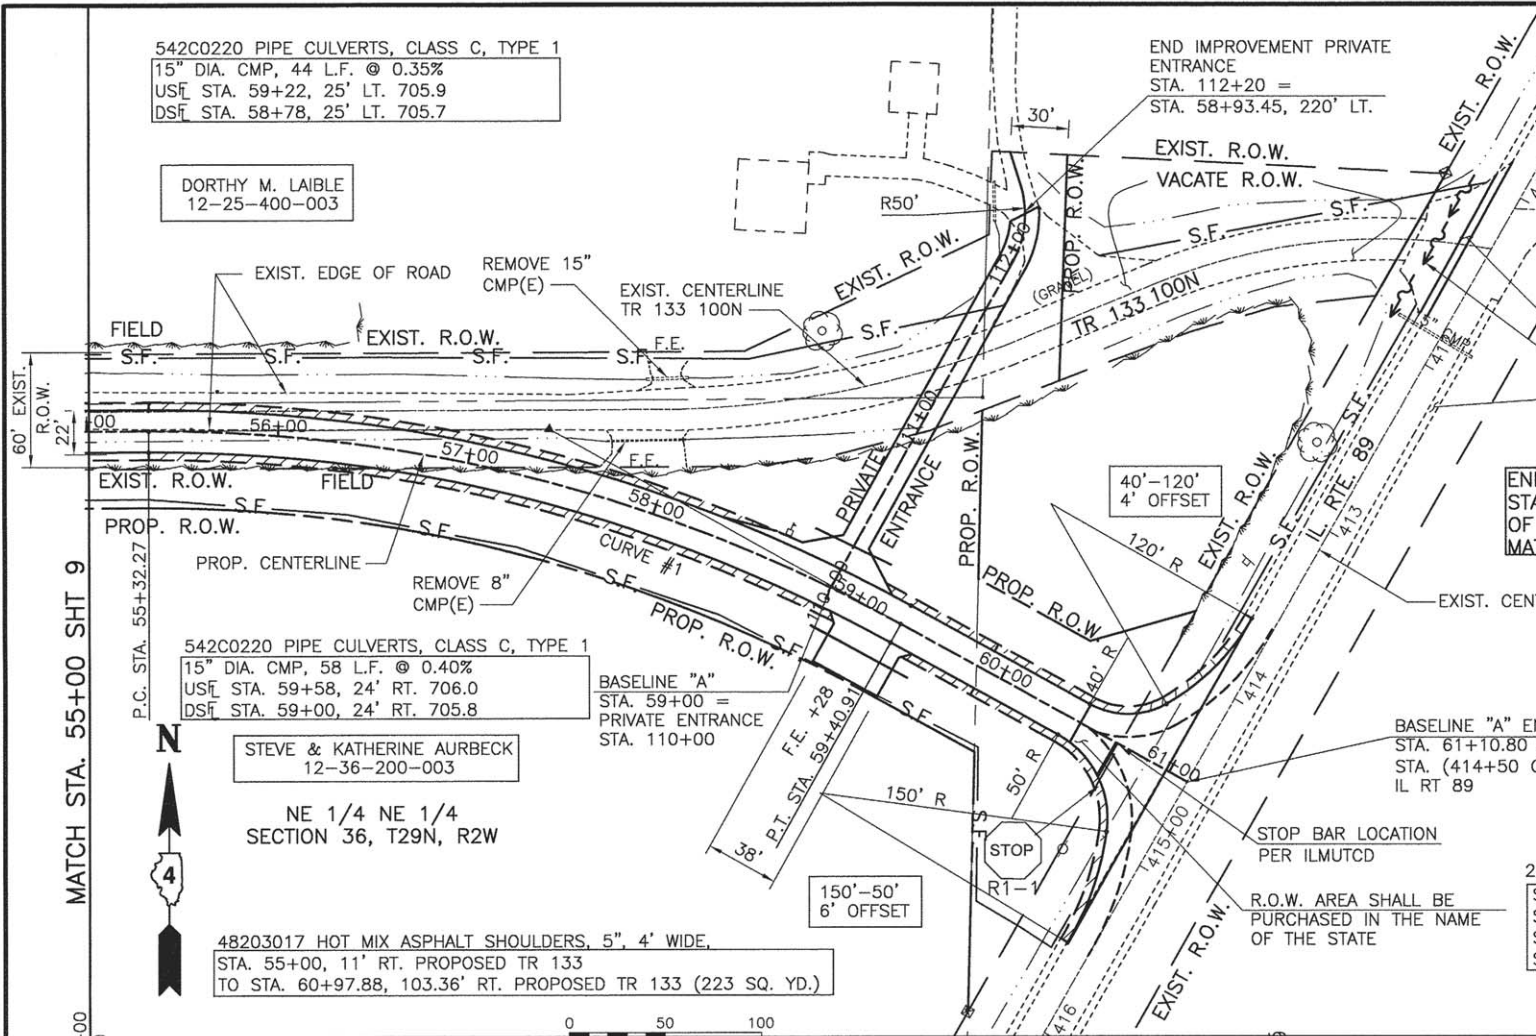 542C0220 PIPE CULVERTS, CLASS C, TYPE 1
15" DIA. CMP, 44 L.F. @ 0.35%
US℄ STA. 59+22, 25' LT. 705.9
DS℄ STA. 58+78, 25' LT. 705.7
END IMPROVEMENT PRIVATE
ENTRANCE
STA. 112+20 =
STA. 58+93.45, 220' LT.
30'
EXIST. R.O.W.
EXIST. R.O.W.
VACATE R.O.W.
DORTHY M. LAIBLE
12-25-400-003
R50'
PROP. R.O.W.
S.F.
S.F.
EXIST. R.O.W.
112+00
(GRAVEL)
TR 133 100N
EXIST. EDGE OF ROAD
REMOVE 15"
CMP(E)
EXIST. CENTERLINE
TR 133 100N
S.F.
15" CMP
FIELD
EXIST. R.O.W.
F.E.
S.F.
S.F.
S.F.
S.F.
60' EXIST.
R.O.W.
22'
+00
56+00
57+00
58+00
111+00
F.E.
EXIST. R.O.W.
FIELD
PRIVATE
ENTRANCE
PROP. R.O.W.
40'-120'
4' OFFSET
EXIST. R.O.W.
S.F.
S.F.
IL. RTE. 89
413
EN
STA
OF
MA
PROP. R.O.W.
S.F.
S.F.
PROP. CENTERLINE
CURVE #1
S.F.
REMOVE 8"
CMP(E)
PROP. R.O.W.
120' R
PROP. R.O.W.
EXIST. CEN
110+00
59+00
S.F.
60+00
40' R
414
P.C. STA. 55+32.27
MATCH STA. 55+00 SHT 9
542C0220 PIPE CULVERTS, CLASS C, TYPE 1
15" DIA. CMP, 58 L.F. @ 0.40%
US℄ STA. 59+58, 24' RT. 706.0
DS℄ STA. 59+00, 24' RT. 705.8
BASELINE "A"
STA. 59+00 =
PRIVATE ENTRANCE
STA. 110+00
F.E. +28
P.T. STA. 59+40.91
38'
S.F.
50' R
61+00
BASELINE "A" E
STA. 61+10.80
STA. (414+50
IL RT 89
N
4
STEVE & KATHERINE AURBECK
12-36-200-003
NE 1/4 NE 1/4
SECTION 36, T29N, R2W
150' R
S.F.
STOP
R1-1
415+00
STOP BAR LOCATION
PER ILMUTCD
150'-50'
6' OFFSET
R.O.W. AREA SHALL BE
PURCHASED IN THE NAME
OF THE STATE
EXIST. R.O.W.
416
48203017 HOT MIX ASPHALT SHOULDERS, 5", 4' WIDE,
STA. 55+00, 11' RT. PROPOSED TR 133
TO STA. 60+97.88, 103.36' RT. PROPOSED TR 133 (223 SQ. YD.)
0 50 100